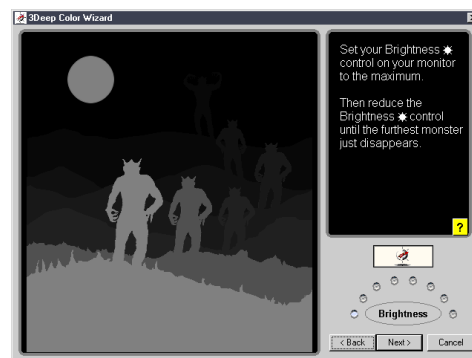 3Deep Color Wizard
Set your Brightness
control on your monitor
to the maximum.
Then reduce the
Brightness control
until the furthest monster
just disappears.
?
Brightness
< Back Next > Cancel